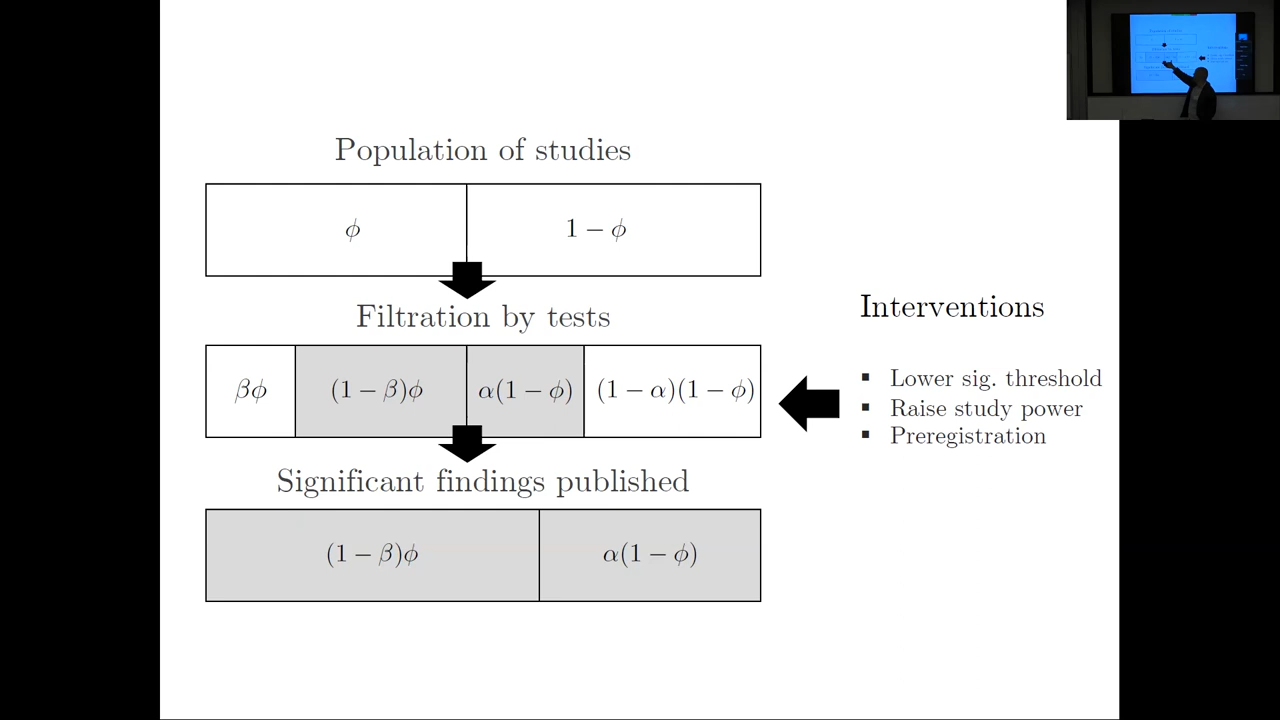 Population of studies
ϕ
1 − ϕ
Filtration by tests
βϕ
(1 − β)ϕ
α(1 − ϕ)
(1 − α)(1 − ϕ)
Interventions
▪ Lower sig. threshold
▪ Raise study power
▪ Preregistration
Significant findings published
(1 − β)ϕ
α(1 − ϕ)